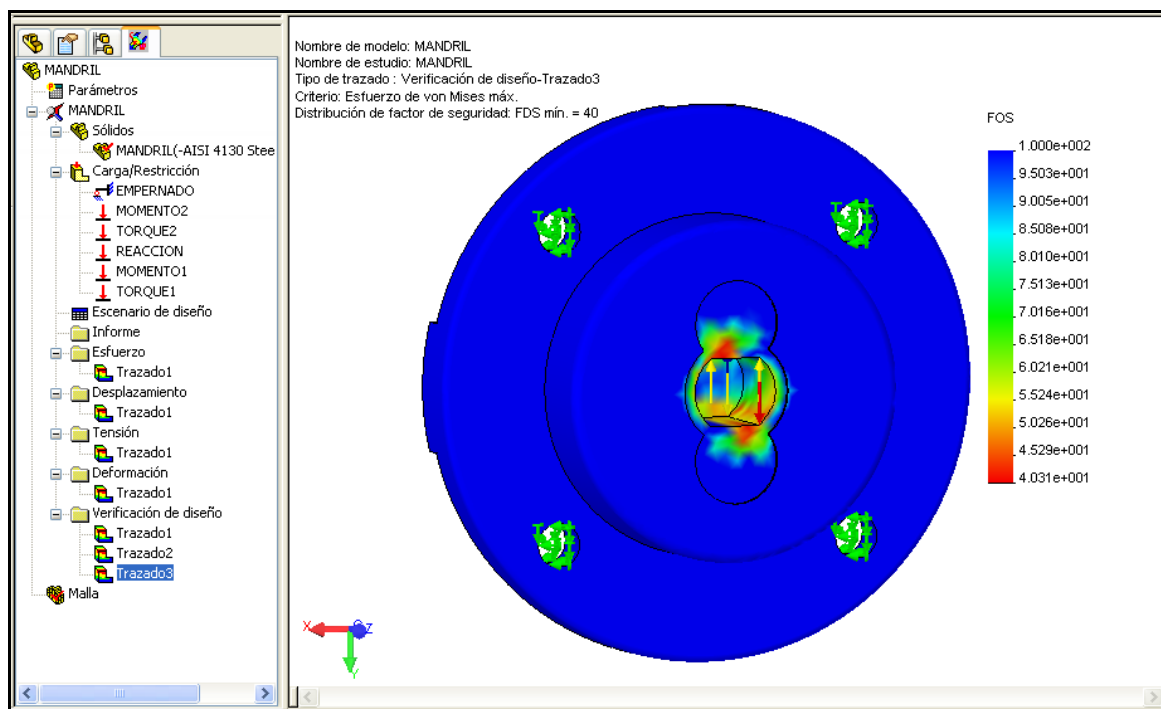 MANDRIL
Parámetros
MANDRIL
Sólidos
MANDRIL(-AISI 4130 Stee
Carga/Restricción
EMPERNADO
MOMENTO2
TORQUE2
REACCION
MOMENTO1
TORQUE1
Escenario de diseño
Informe
Esfuerzo
Trazado1
Desplazamiento
Trazado1
Tensión
Trazado1
Deformación
Trazado1
Verificación de diseño
Trazado1
Trazado2
Trazado3
Malla
Nombre de modelo: MANDRIL
Nombre de estudio: MANDRIL
Tipo de trazado : Verificación de diseño-Trazado3
Criterio: Esfuerzo de von Mises máx.
Distribución de factor de seguridad: FDS mín. = 40
FOS
1.000e+002
9.503e+001
9.005e+001
8.508e+001
8.010e+001
7.513e+001
7.016e+001
6.518e+001
6.021e+001
5.524e+001
5.026e+001
4.529e+001
4.031e+001
X
Z
Y